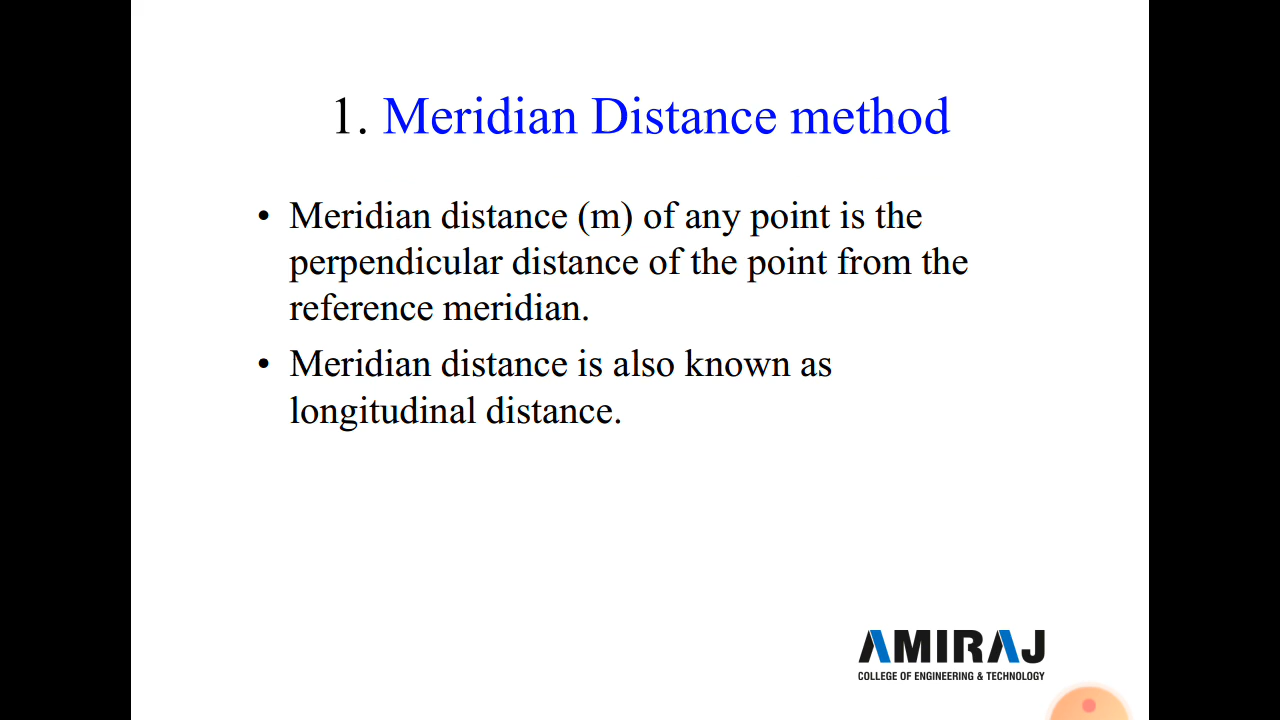 1. Meridian Distance method
• Meridian distance (m) of any point is the
perpendicular distance of the point from the
reference meridian.
• Meridian distance is also known as
longitudinal distance.
AMIRAJ
COLLEGE OF ENGINEERING & TECHNOLOGY